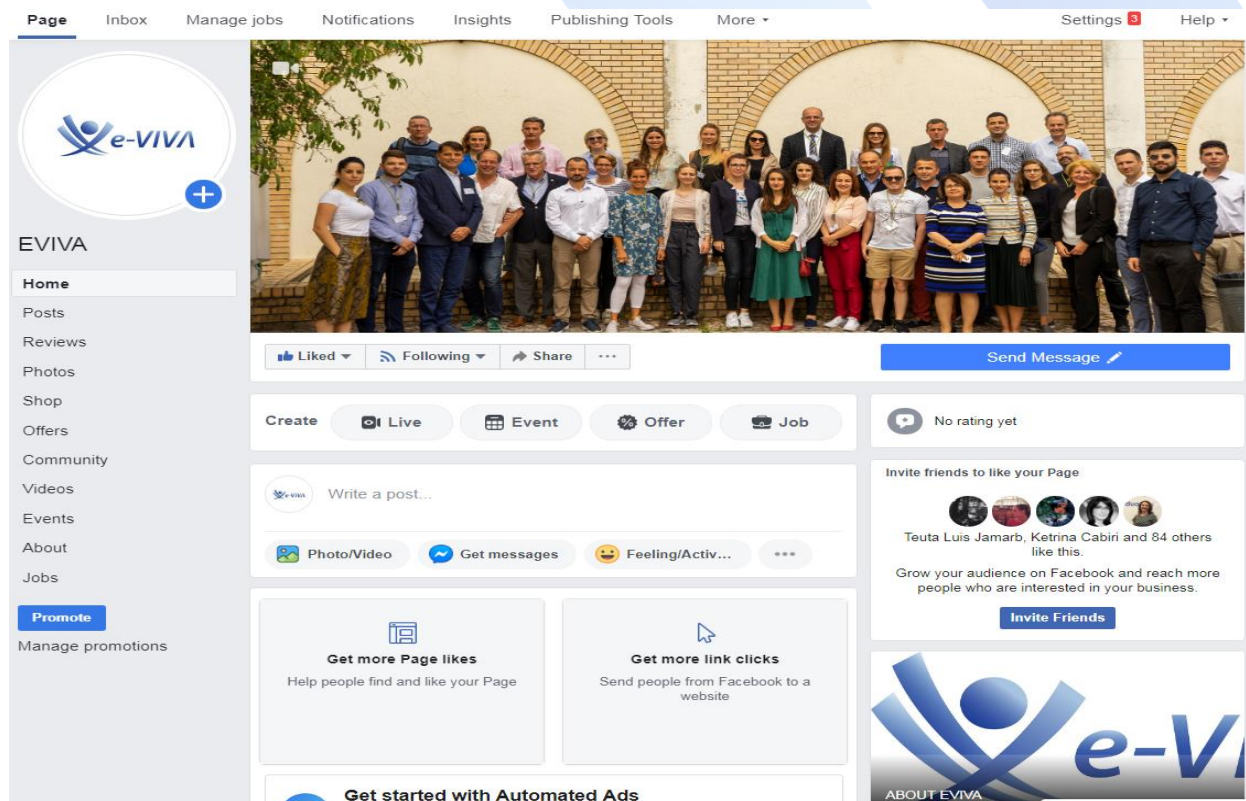 Page Inbox Manage jobs Notifications Insights Publishing Tools More Settings 3 Help
e-VIVA
EVIVA
Home
Posts
Reviews
Photos
Shop
Offers
Community
Videos
Events
About
Jobs
Promote
Manage promotions
Liked Following Share ...
Send Message
Create Live Event Offer Job
e-VIVA Write a post...
Photo/Video Get messages Feeling/Activ... ...
Get more Page likes
Help people find and like your Page
Get more link clicks
Send people from Facebook to a
website
Get started with Automated Ads
No rating yet
Invite friends to like your Page
Teuta Luis Jamarb, Ketrina Cabiri and 84 others
like this.
Grow your audience on Facebook and reach more
people who are interested in your business.
Invite Friends
e-VI
ABOUT EVIVA